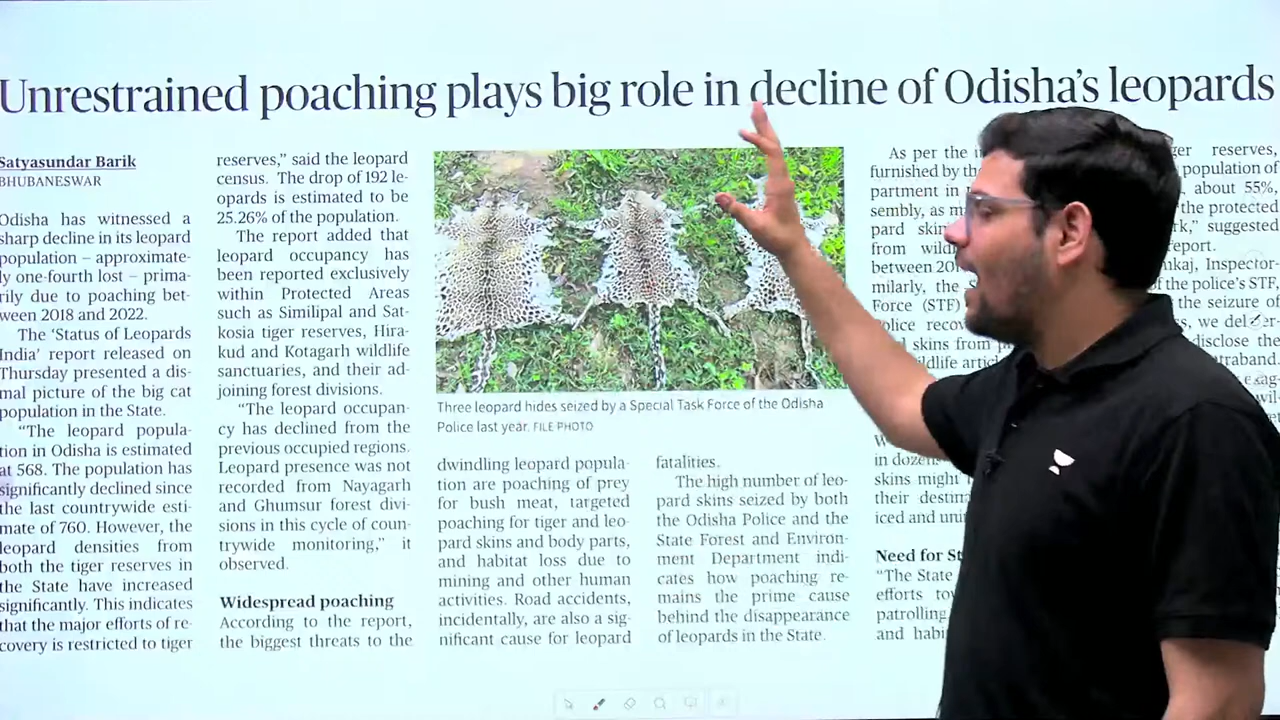 Unrestrained poaching plays big role in decline of Odisha's leopards
Satyasundar Barik
BHUBANESWAR
Odisha has witnessed a
sharp decline in its leopard
population – approximate-
ly one-fourth lost – prima-
rily due to poaching bet-
ween 2018 and 2022.
The 'Status of Leopards
India' report released on
Thursday presented a dis-
mal picture of the big cat
population in the State.
"The leopard popula-
tion in Odisha is estimated
at 568. The population has
significantly declined since
the last countrywide esti-
mate of 760. However, the
leopard densities from
both the tiger reserves in
the State have increased
significantly. This indicates
that the major efforts of re-
covery is restricted to tiger
reserves," said the leopard
census. The drop of 192 le-
opards is estimated to be
25.26% of the population.
The report added that
leopard occupancy has
been reported exclusively
within Protected Areas
such as Similipal and Sat-
kosia tiger reserves, Hira-
kud and Kotagarh wildlife
sanctuaries, and their ad-
joining forest divisions.
"The leopard occupan-
cy has declined from the
previous occupied regions.
Leopard presence was not
recorded from Nayagarh
and Ghumsur forest divi-
sions in this cycle of coun-
trywide monitoring," it
observed.
Widespread poaching
According to the report,
the biggest threats to the
Three leopard hides seized by a Special Task Force of the Odisha
Police last year. FILE PHOTO
dwindling leopard popula-
tion are poaching of prey
for bush meat, targeted
poaching for tiger and leo-
pard skins and body parts,
and habitat loss due to
mining and other human
activities. Road accidents,
incidentally, are also a sig-
nificant cause for leopard
fatalities.
The high number of leo-
pard skins seized by both
the Odisha Police and the
State Forest and Environ-
ment Department indi-
cates how poaching re-
mains the prime cause
behind the disappearance
of leopards in the State.
As per the
furnished by th
partment in
sembly, as m
pard skin
from wild
between 201
milarly, the S
Force (STF)
olice recov
skins from
ldlife artic
in dozens
skins might
their destin
iced and uni
Need for St
"The State
efforts tow
patrolling
and habi
ger reserves,
population of
about 55%,
the protected
rk," suggested
report.
nkaj, Inspector-
of the police's STF,
the seizure of
s, we deliber-
disclose the
traband